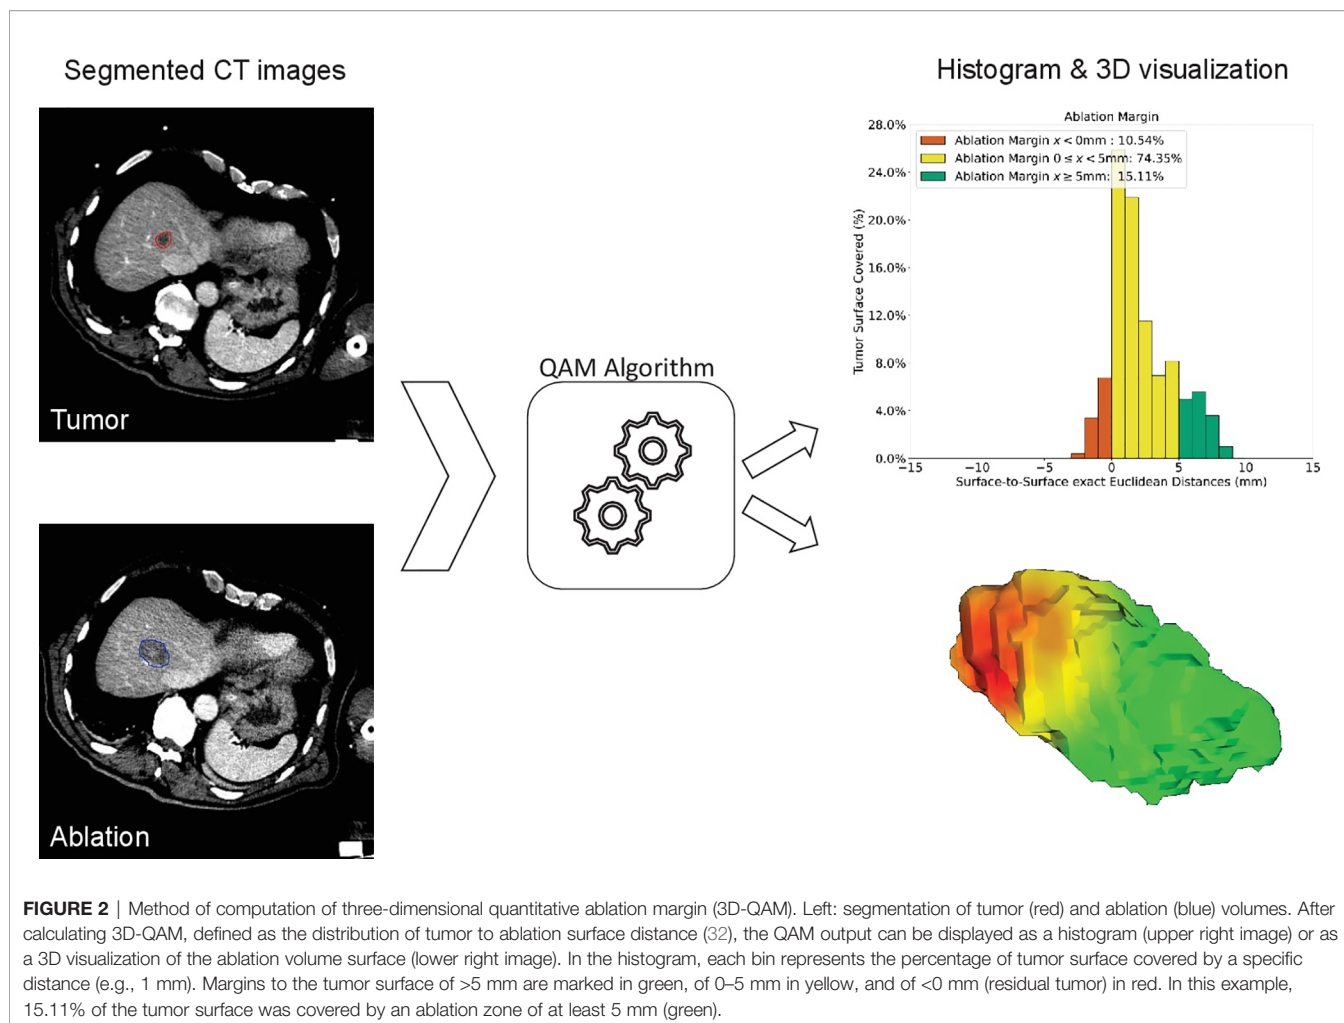 Segmented CT images
Tumor
Ablation
QAM Algorithm
Histogram & 3D visualization
Ablation Margin
28.0%
24.0%
20.0%
16.0%
12.0%
8.0%
4.0%
0.0%
Tumor Surface Covered (%)
Ablation Margin x < 0mm : 10.54%
Ablation Margin 0 ≤ x < 5mm: 74.35%
Ablation Margin x ≥ 5mm: 15.11%
−15 −10 −5 0 5 10 15
Surface-to-Surface exact Euclidean Distances (mm)
FIGURE 2 | Method of computation of three-dimensional quantitative ablation margin (3D-QAM). Left: segmentation of tumor (red) and ablation (blue) volumes. After
calculating 3D-QAM, defined as the distribution of tumor to ablation surface distance (32), the QAM output can be displayed as a histogram (upper right image) or as
a 3D visualization of the ablation volume surface (lower right image). In the histogram, each bin represents the percentage of tumor surface covered by a specific
distance (e.g., 1 mm). Margins to the tumor surface of >5 mm are marked in green, of 0–5 mm in yellow, and of <0 mm (residual tumor) in red. In this example,
15.11% of the tumor surface was covered by an ablation zone of at least 5 mm (green).